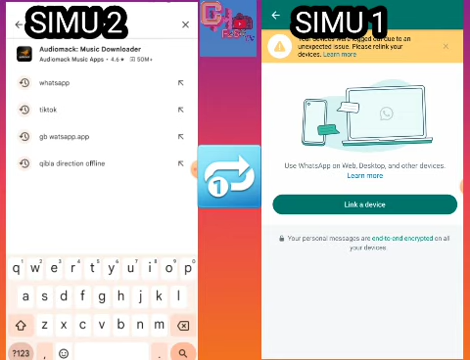 SIMU 2
Audiomack: Music Downloader
Audiomack Music Apps • 4.6★ 50M+
whatsapp
tiktok
gb watsapp.app
qibla direction offline
q w e r t y u i o p
a s d f g h j k l
z x c v b n m
?123 , .
1
SIMU 1
Your devices were logged out due to an
unexpected issue. Please relink your
devices. Learn more
Use WhatsApp on Web, Desktop, and other devices.
Learn more
Link a device
Your personal messages are end-to-end encrypted on all
your devices.